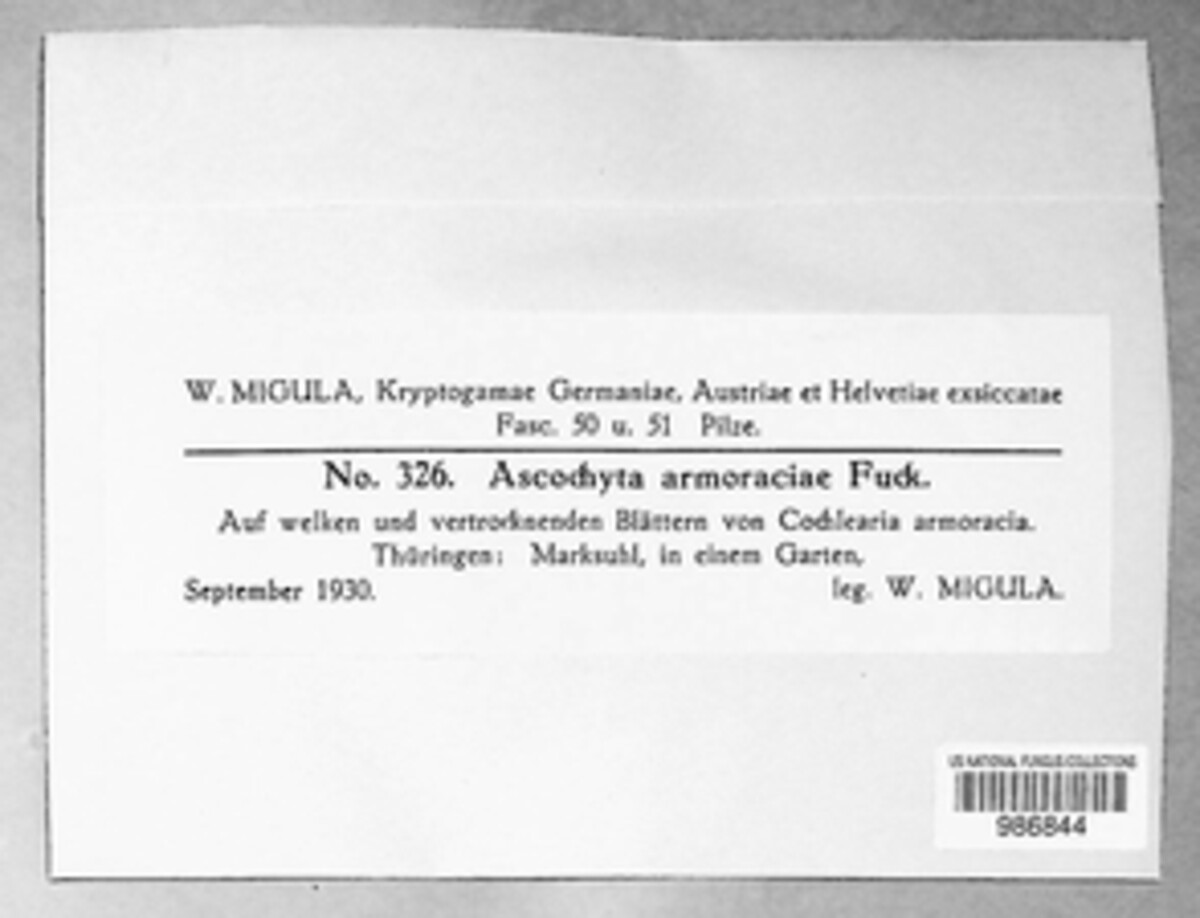 W. MIGULA, Kryptogamae Germaniae, Austriae et Helvetiae exsiccatae
Fasc. 50 u. 51 Pilze.
No. 326. Ascochyta armoraciae Fuck.
Auf welken und vertrocknenden Blättern von Cochlearia armoracia.
Thüringen: Marksuhl, in einem Garten.
September 1930.
leg. W. MIGULA.
US NATIONAL FUNGUS COLLECTIONS
986844